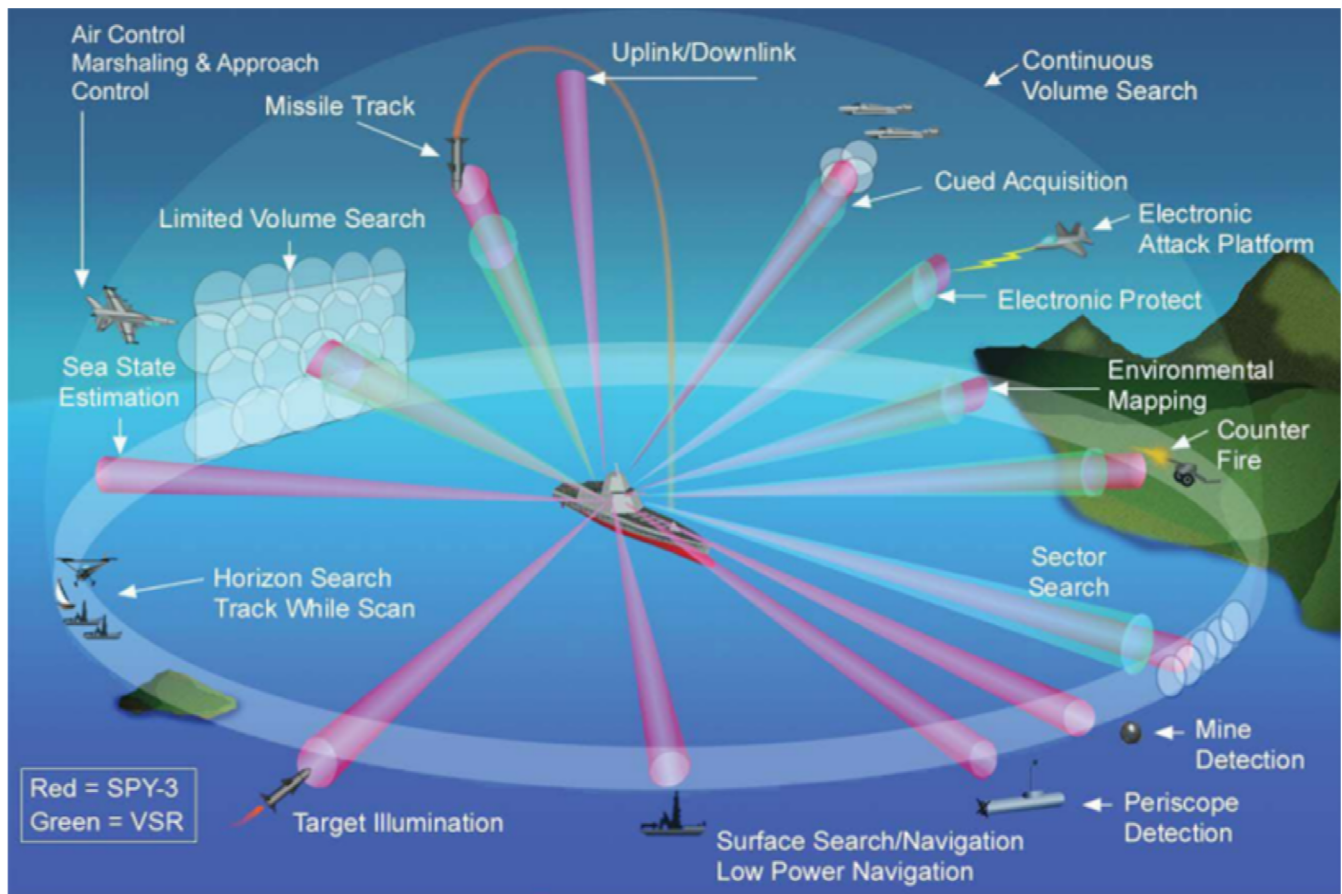 Air Control
Marshaling & Approach
Control
Uplink/Downlink
Continuous
Volume Search
Missile Track
Cued Acquisition
Limited Volume Search
Electronic
Attack Platform
Electronic Protect
Sea State
Estimation
Environmental
Mapping
Counter
Fire
Horizon Search
Track While Scan
Sector
Search
Mine
Detection
Red = SPY-3
Green = VSR
Target Illumination
Surface Search/Navigation
Low Power Navigation
Periscope
Detection